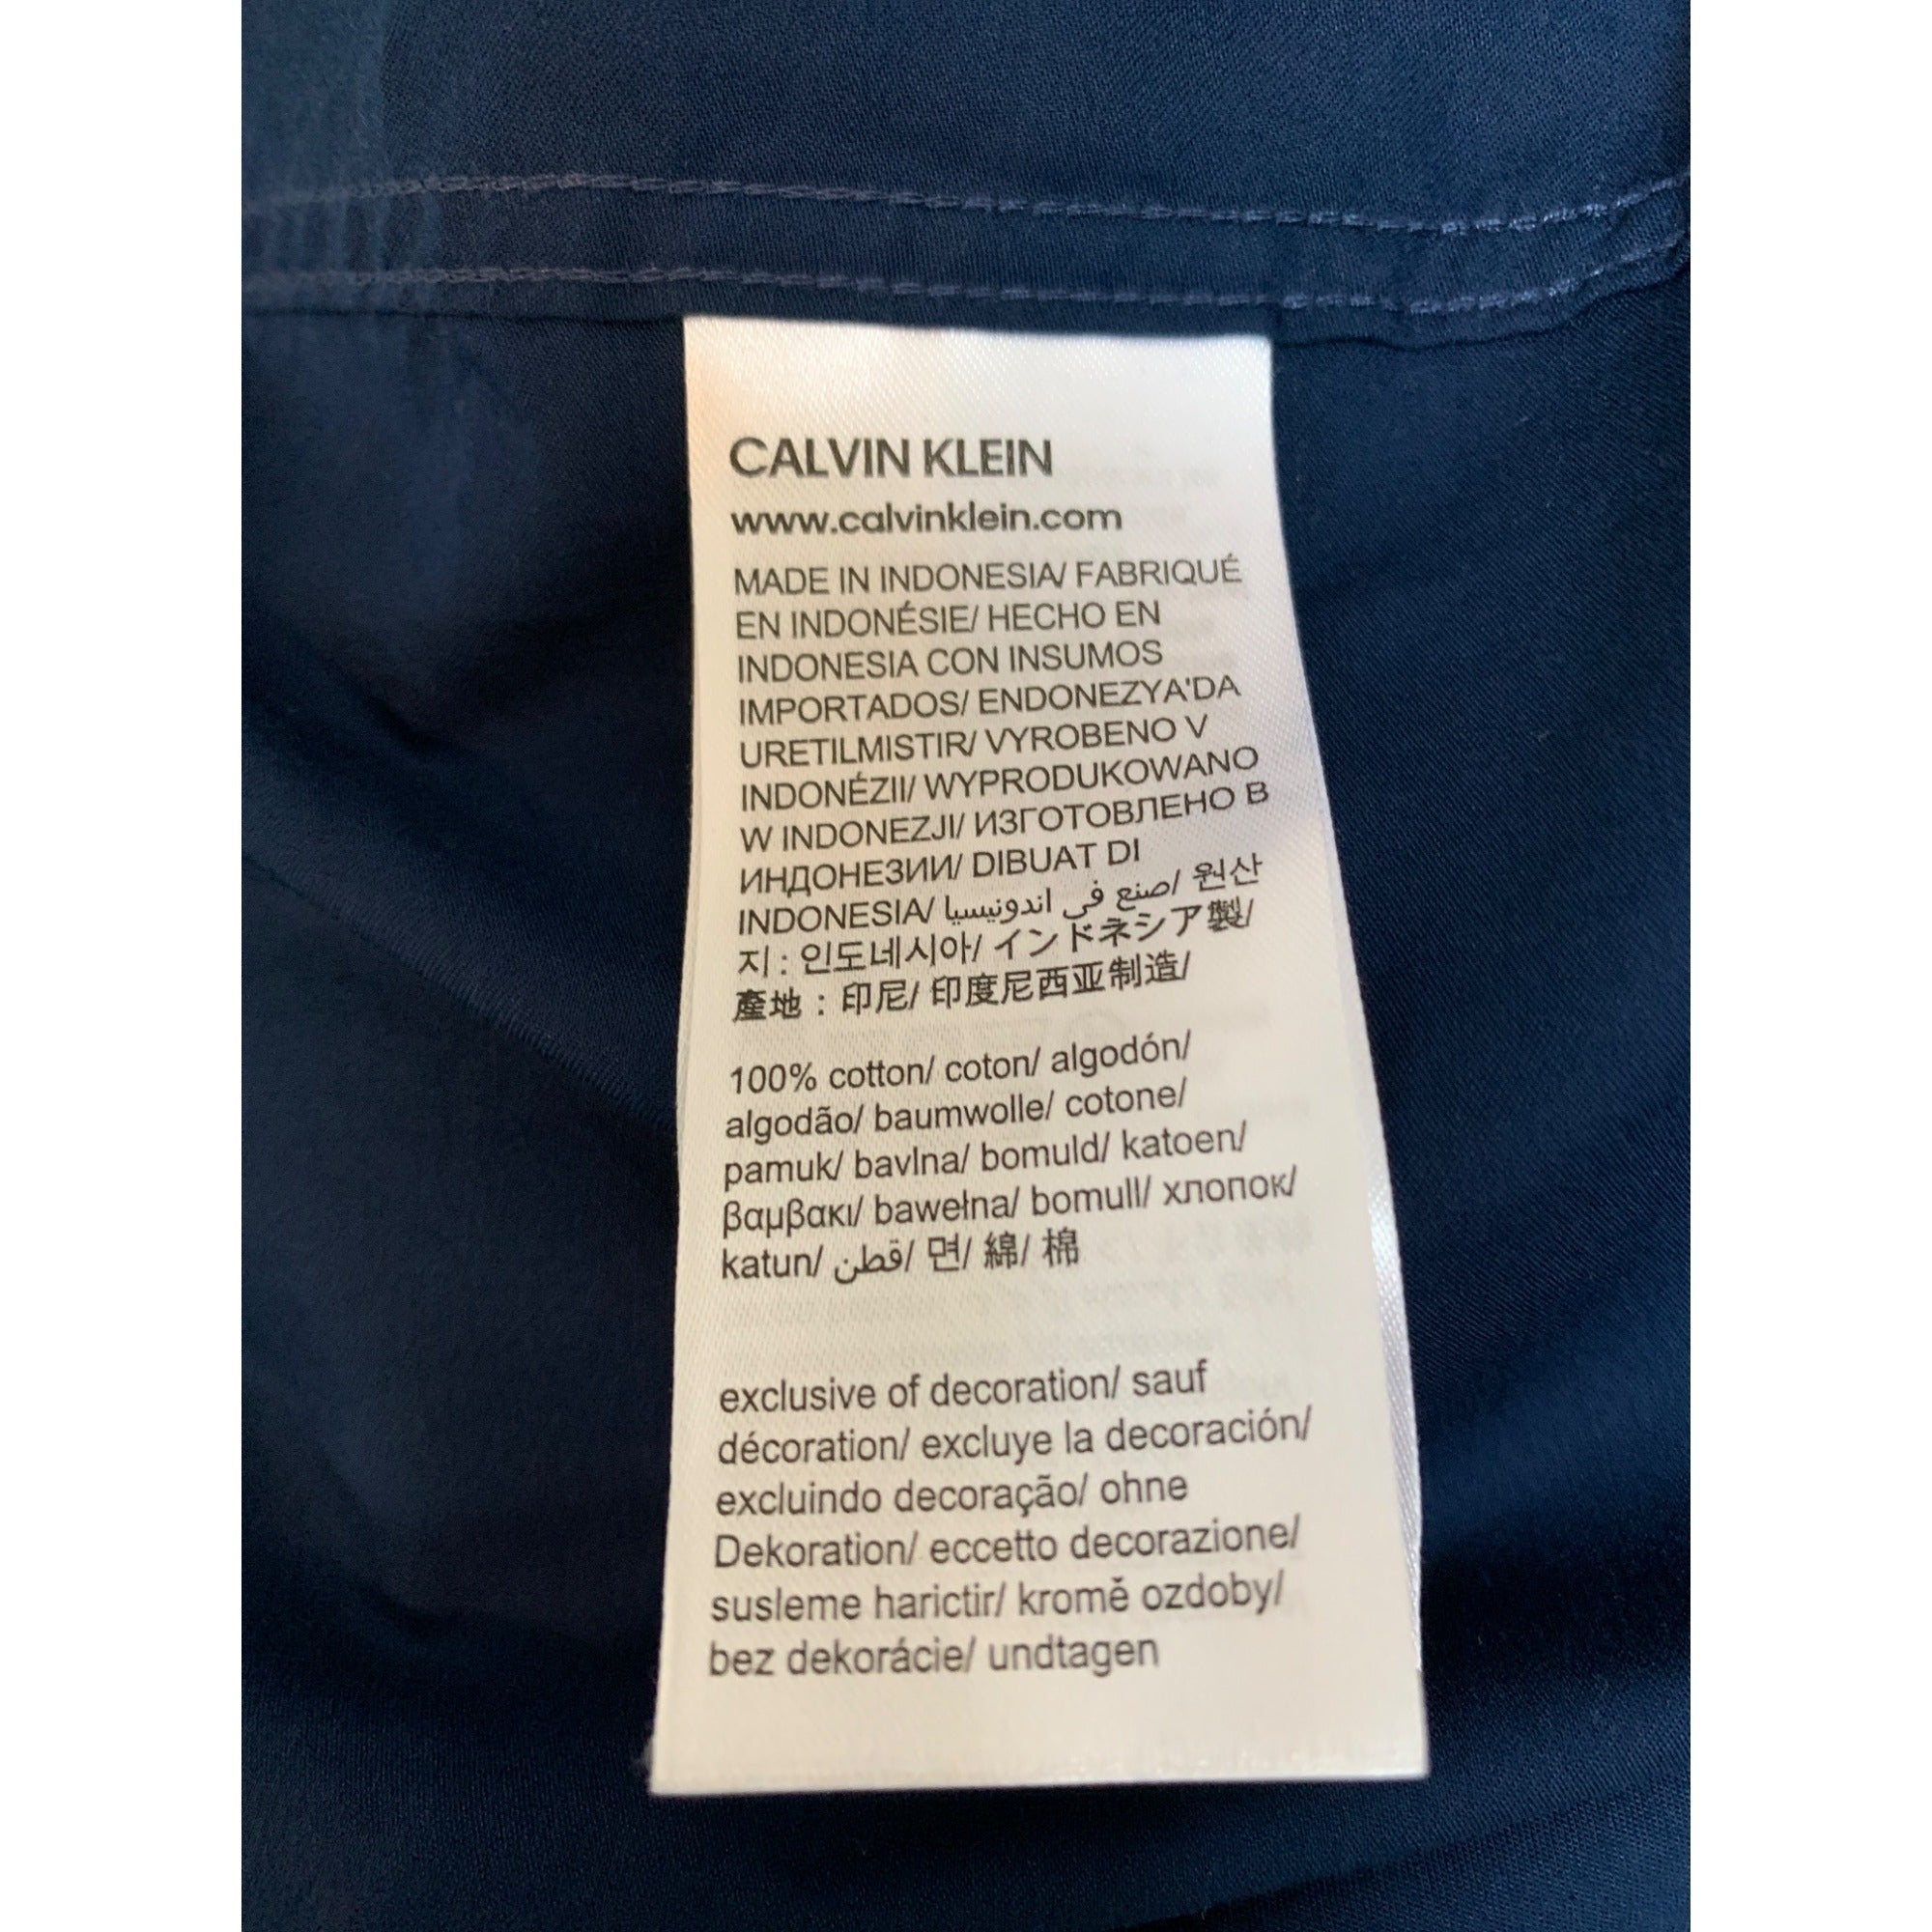 CALVIN KLEIN
www.calvinklein.com
MADE IN INDONESIA/ FABRIQUÉ
EN INDONÉSIE/ HECHO EN
INDONESIA CON INSUMOS
IMPORTADOS/ ENDONEZYA'DA
URETILMISTIR/ VYROBENO V
INDONÉZII/ WYPRODUKOWANO
W INDONEZJI/ ИЗГОТОВЛЕНО В
ИНДОНЕЗИИ/ DIBUAT DI
INDONESIA/ صنع في اندونيسيا/ 원산
지 : 인도네시아/ インドネシア製/
產地 : 印尼/ 印度尼西亚制造/
100% cotton/ coton/ algodón/
algodão/ baumwolle/ cotone/
pamuk/ bavlna/ bomuld/ katoen/
βαμβακι/ bawełna/ bomull/ хлопок/
katun/ قطن/ 면/ 綿/ 棉
exclusive of decoration/ sauf
décoration/ excluye la decoración/
excluindo decoração/ ohne
Dekoration/ eccetto decorazione/
susleme harictir/ kromě ozdoby/
bez dekorácie/ undtagen